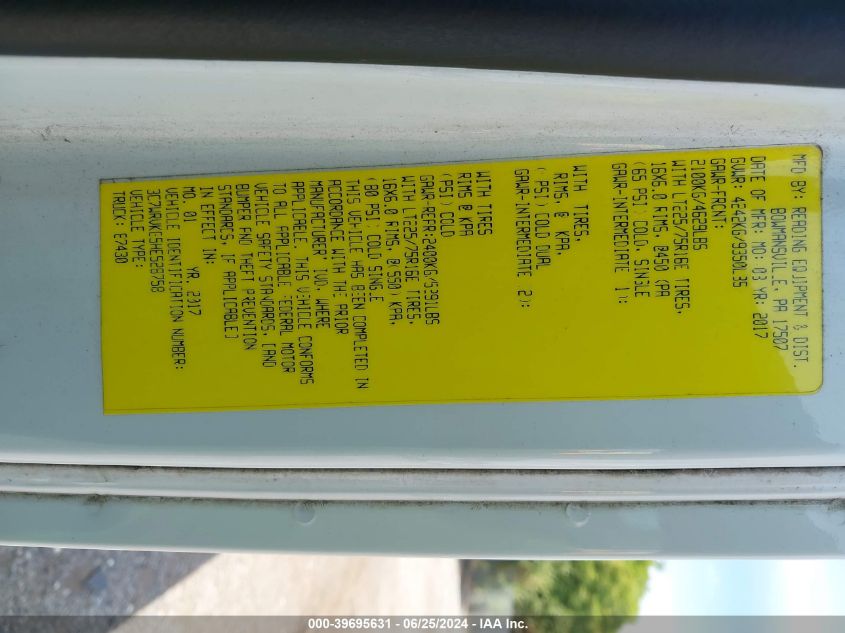 MFD BY: READING EQUIPMENT & DIST.
BOWMANSVILLE, PA 17507
DATE OF MFR: MO: 03 YR: 2017
GVWR: 4242KG/9350LBS
GAWR-FRONT:
2100KG/4629LBS
WITH LT225/75R16E TIRES,
16X6.0 RIMS, @450 KPA
(65 PSI) COLD, SINGLE
GAWR-INTERMEDIATE 1):
WITH TIRES,
RIMS, @ KPA,
( PSI) COLD DUAL
GAWR-INTERMEDIATE 2):
WITH TIRES
RIMS @ KPA
(PSI) COLD
GAWR-REAR:2400KG/5291LBS
WITH LT225/75R16E TIRES,
16X6.0 RIMS, @(550) KPA,
(80 PSI) COLD SINGLE
THIS VEHICLE HAS BEEN COMPLETED IN
ACCORDANCE WITH THE PRIOR
MANUFACTURER' IVD, WHERE
APPLICABLE. THIS VEHICLE CONFORMS
TO ALL APPLICABLE FEDERAL MOTOR
VEHICLE SAFETY STANDARDS, [AND
BUMPER AND THEFT PREVENTION
STANDARDS, IF APPLICABLE]
IN EFFECT IN:
MO. 01 YR. 2017
VEHICLE IDENTIFICATION NUMBER:
VEHICLE TYPE:
TRUCK: E7430
000-39695631 - 06/25/2024 - IAA Inc.